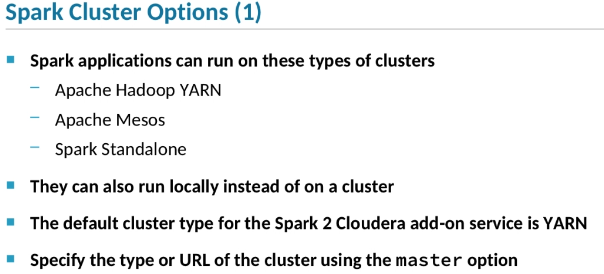 Spark Cluster Options (1)
Spark applications can run on these types of clusters
Apache Hadoop YARN
Apache Mesos
Spark Standalone
They can also run locally instead of on a cluster
The default cluster type for the Spark 2 Cloudera add-on service is YARN
Specify the type or URL of the cluster using the master option